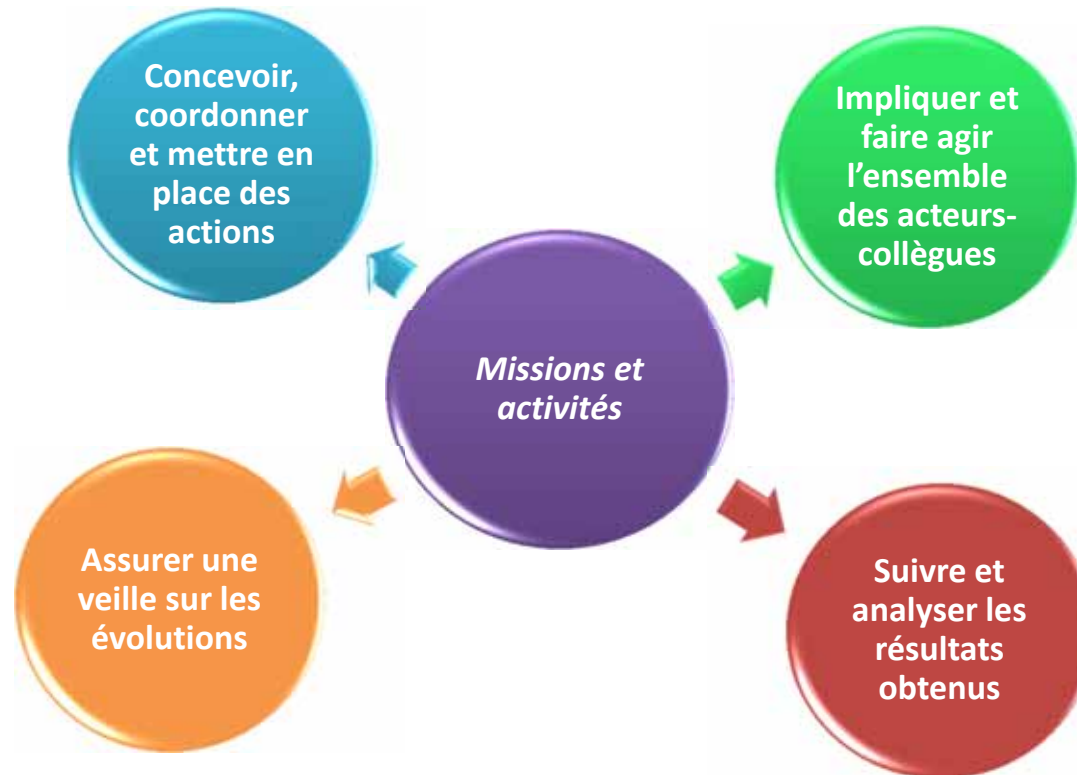 Concevoir,
coordonner
et mettre en
place des
actions
Impliquer et
faire agir
l’ensemble
des acteurs-
collègues
Missions et
activités
Assurer une
veille sur les
évolutions
Suivre et
analyser les
résultats
obtenus